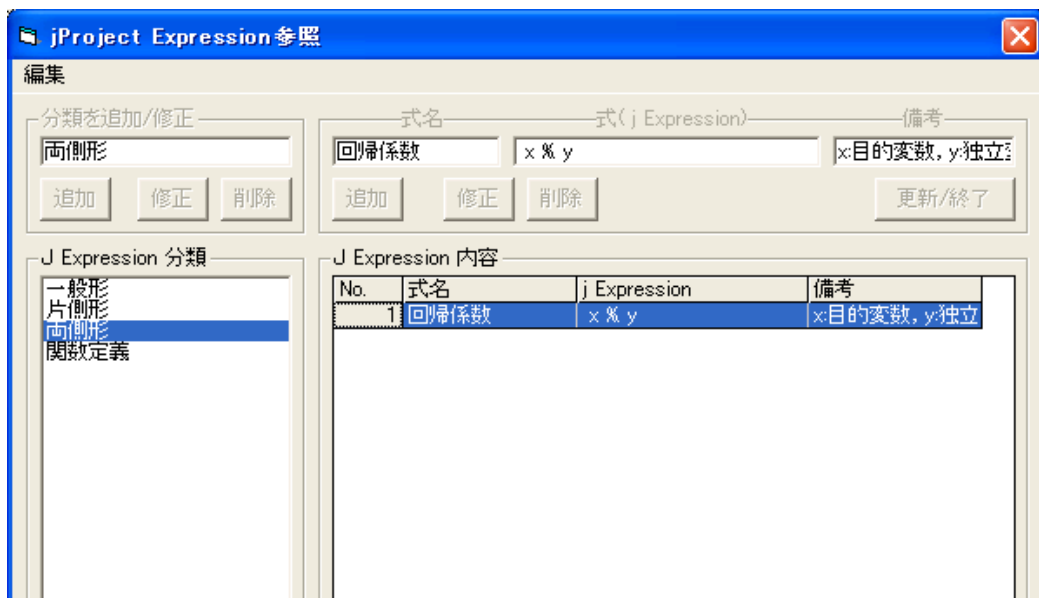 jProject Expression参照
編集
分類を追加/修正
式名 式(j Expression) 備考
両側形
回帰係数 x % y x:目的変数, y:独立
追加 修正 削除
追加 修正 削除 更新/終了
J Expression 分類
J Expression 内容
一般形
片側形
両側形
関数定義
No. 式名 j Expression 備考
1 回帰係数 x % y x:目的変数, y:独立